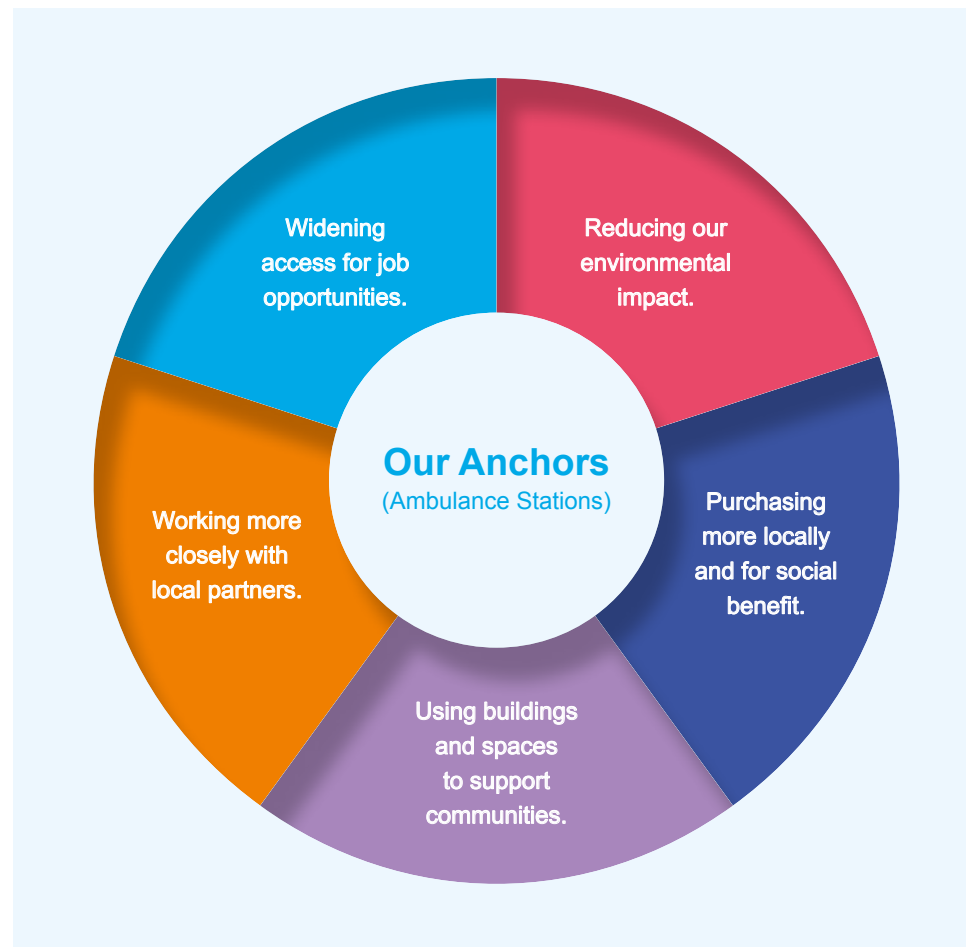 Widening
access for job
opportunities.
Reducing our
environmental
impact.
Our Anchors
(Ambulance Stations)
Working more
closely with
local partners.
Purchasing
more locally
and for social
benefit.
Using buildings
and spaces
to support
communities.